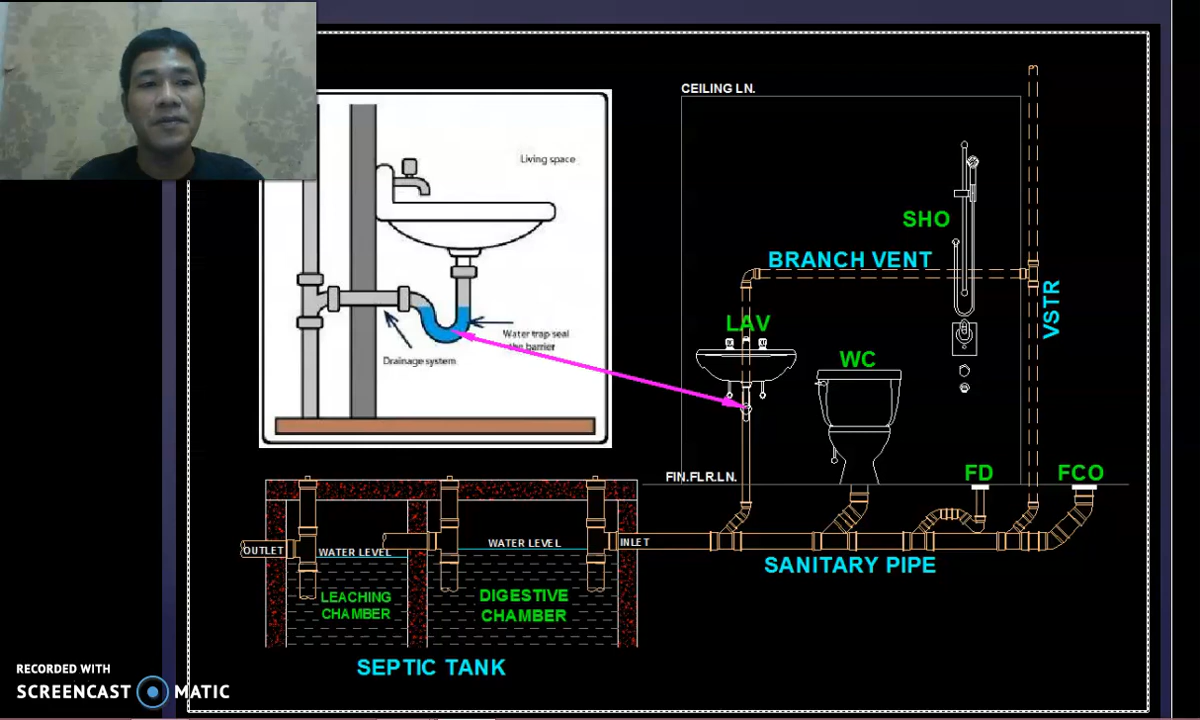 CEILING LN.
Living space
SHO
BRANCH VENT
VSTR
LAV
WC
Water trap seal
the barrier
Drainage system
FIN.FLR.LN.
FD
FCO
OUTLET
WATER LEVEL
WATER LEVEL
INLET
SANITARY PIPE
LEACHING
CHAMBER
DIGESTIVE
CHAMBER
SEPTIC TANK
RECORDED WITH
SCREENCAST MATIC